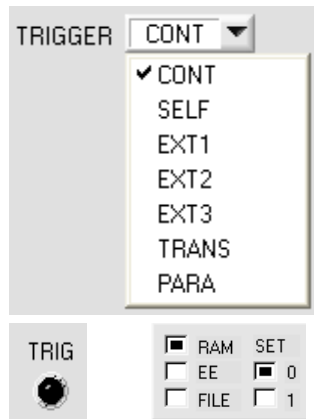 TRIGGER CONT
CONT
SELF
EXT1
EXT2
EXT3
TRANS
PARA
TRIG
RAM SET
EE 0
FILE 1